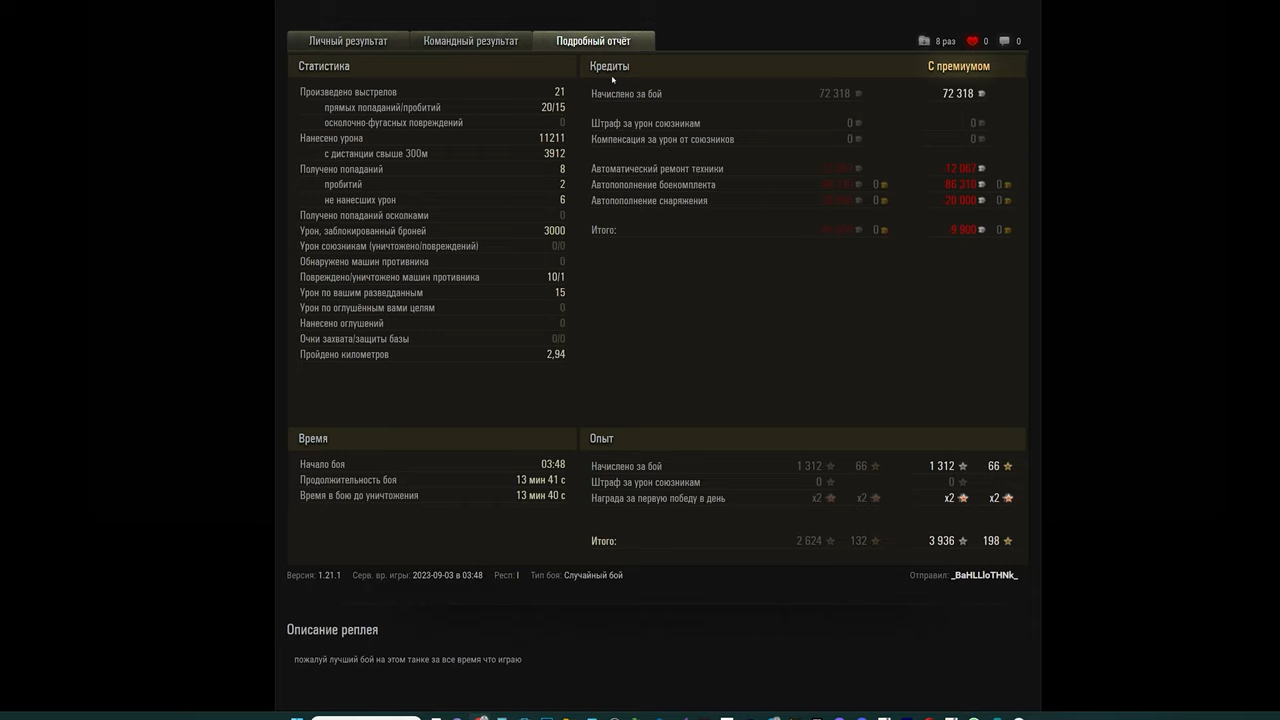 Личный результат Командный результат Подробный отчёт 8 раз 0 0
Статистика
Произведено выстрелов 21
прямых попаданий/пробитий 20/15
осколочно-фугасных повреждений 0
Нанесено урона 11211
с дистанции свыше 300м 3912
Получено попаданий 8
пробитий 2
не нанесших урон 6
Получено попаданий осколками 0
Урон, заблокированный броней 3000
Урон союзникам (уничтожено/повреждений) 0/0
Обнаружено машин противника 0
Повреждено/уничтожено машин противника 10/1
Урон по вашим разведданным 15
Урон по оглушённым вами целям 0
Нанесено оглушений 0
Очки захвата/защиты базы 0/0
Пройдено километров 2,94
Кредиты С премиумом
Начислено за бой 72 318 72 318
Штраф за урон союзникам 0 0
Компенсация за урон от союзников 0 0
Автоматический ремонт техники 12 067
Автопополнение боекомплекта 0 86 310 0
Автопополнение снаряжения 0 20 000 0
Итого: 0 -9 900 0
Время
Начало боя 03:48
Продолжительность боя 13 мин 41 с
Время в бою до уничтожения 13 мин 40 с
Опыт
Начислено за бой 1 312 66 1 312 66
Штраф за урон союзникам 0 0
Награда за первую победу в день x2 x2 x2 x2
Итого: 2 624 132 3 936 198
Версия: 1.21.1 Серв. вр. игры: 2023-09-03 в 03:48 Респ: I Тип боя: Случайный бой Отправил: _BaHLLloTHNk_
Описание реплея
пожалуй лучший бой на этом танке за все время что играю